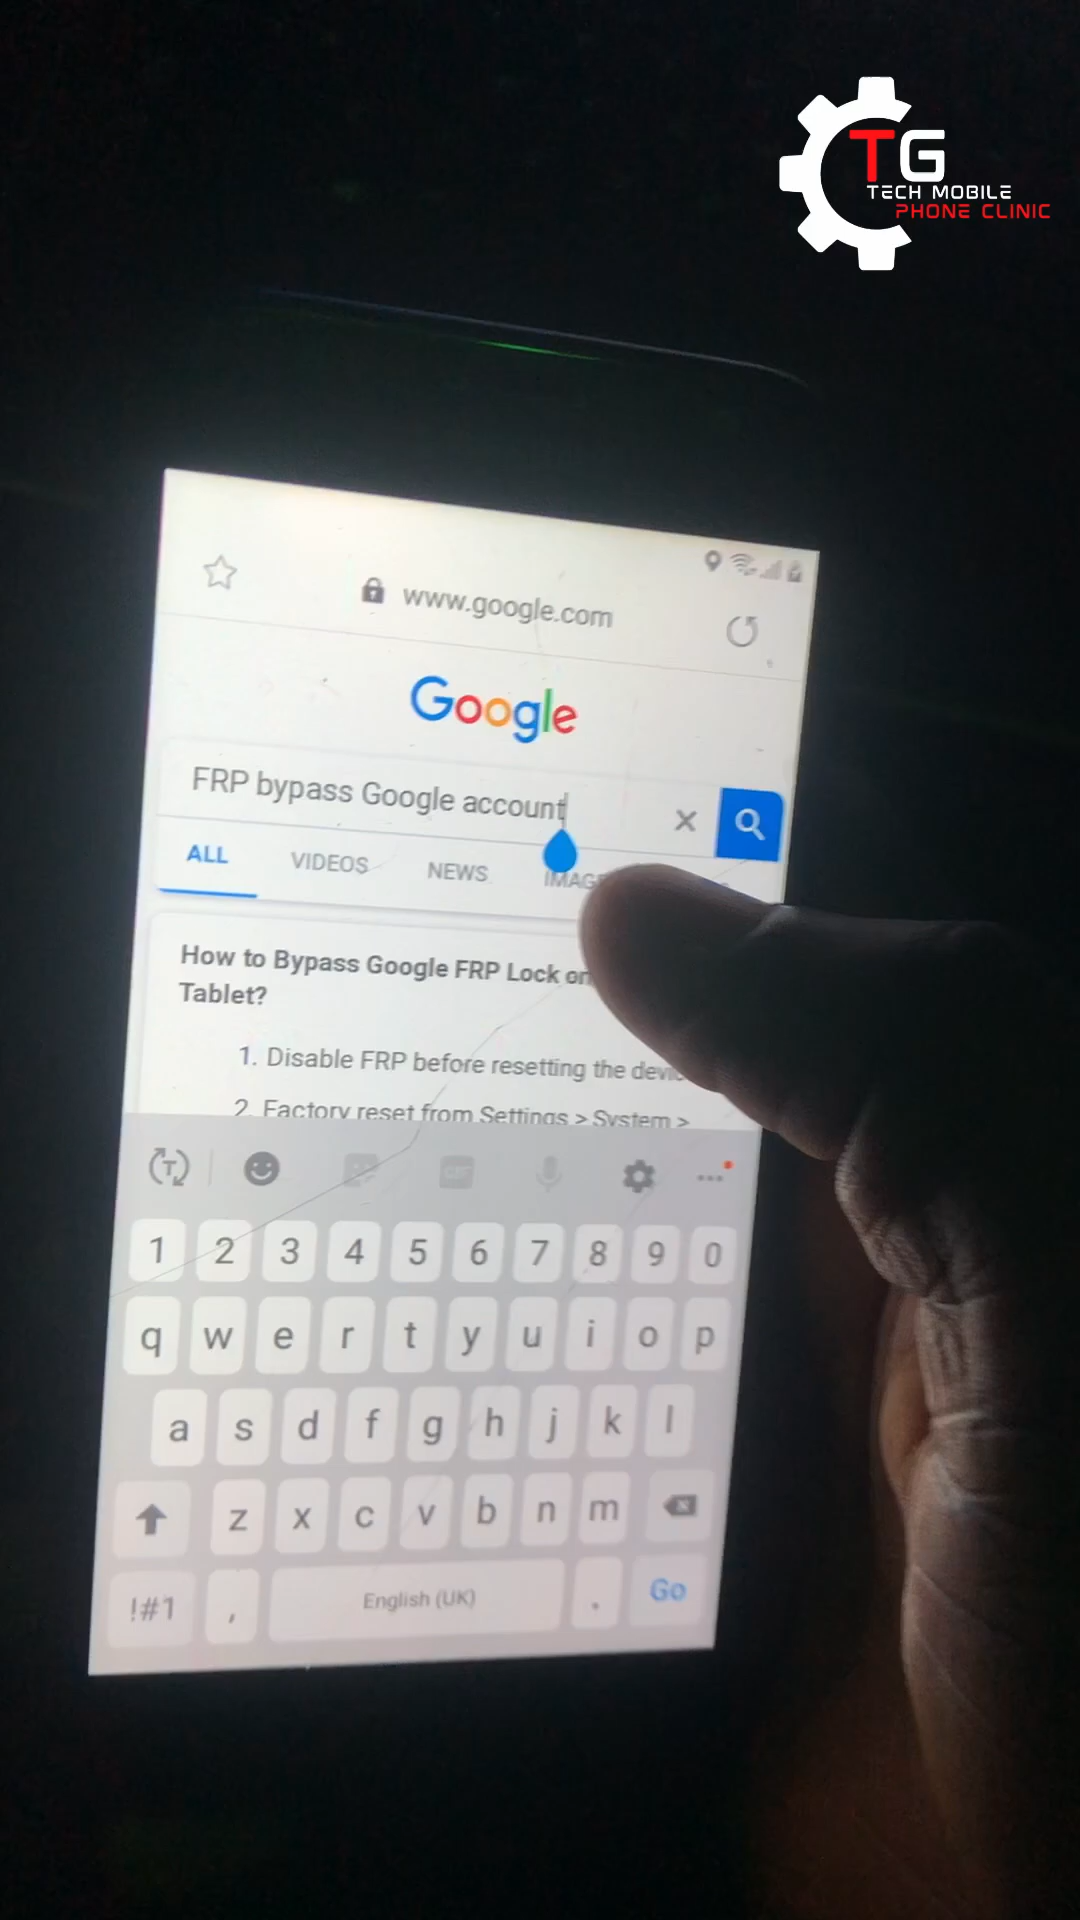 TG
TECH MOBILE
PHONE CLINIC
www.google.com
Google
FRP bypass Google account
ALL VIDEOS NEWS
How to Bypass Google FRP Lock on
Tablet?
1. Disable FRP before resetting the
2. Factory reset from Settings > System >
GIF
1 2 3 4 5 6 7 8 9 0
q w e r t y u i o p
a s d f g h j k l
z x c v b n m
!#1 , English (UK) . Go